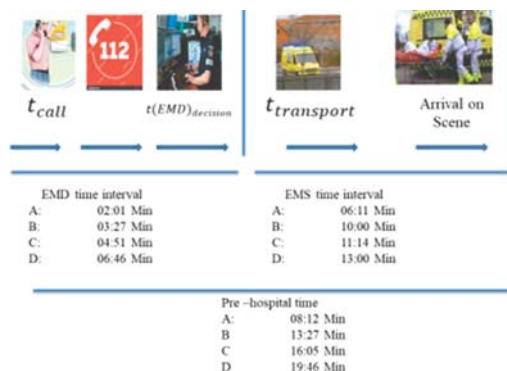 112
t_call
t(EMD)_decision
t_transport
Arrival on
Scene
EMD time interval
A: 02:01 Min
B: 03:27 Min
C: 04:51 Min
D: 06:46 Min
EMS time interval
A: 06:11 Min
B: 10:00 Min
C: 11:14 Min
D: 13:00 Min
Pre –hospital time
A: 08:12 Min
B 13:27 Min
C 16:05 Min
D 19:46 Min